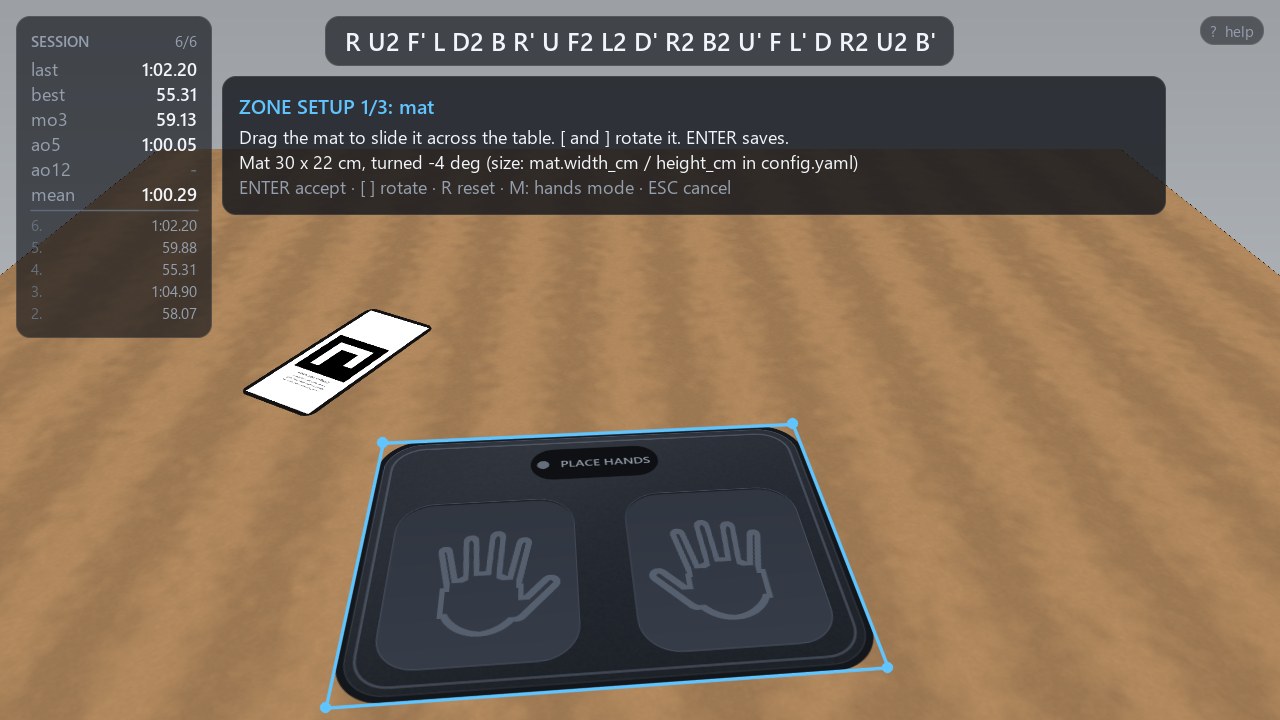 SESSION 6/6
last 1:02.20
best 55.31
mo3 59.13
ao5 1:00.05
ao12 -
mean 1:00.29
6. 1:02.20
5. 59.88
4. 55.31
3. 1:04.90
2. 58.07
R U2 F' L D2 B R' U F2 L2 D' R2 B2 U' F L' D R2 U2 B'
? help
ZONE SETUP 1/3: mat
Drag the mat to slide it across the table. [ and ] rotate it. ENTER saves.
Mat 30 x 22 cm, turned -4 deg (size: mat.width_cm / height_cm in config.yaml)
ENTER accept · [ ] rotate · R reset · M: hands mode · ESC cancel
PLACE HANDS